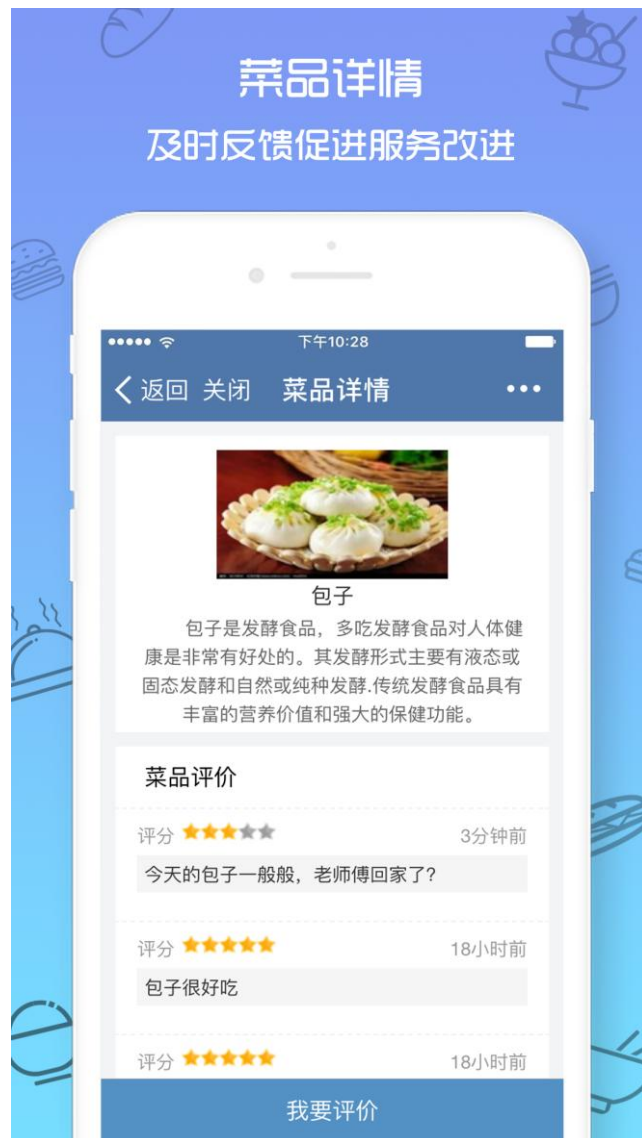 菜品详情
及时反馈促进服务改进
下午10:28
返回 关闭 菜品详情
包子
包子是发酵食品，多吃发酵食品对人体健
康是非常有好处的。其发酵形式主要有液态或
固态发酵和自然或纯种发酵.传统发酵食品具有
丰富的营养价值和强大的保健功能。
菜品评价
评分 3分钟前
今天的包子一般般，老师傅回家了?
评分 18小时前
包子很好吃
评分 18小时前
我要评价